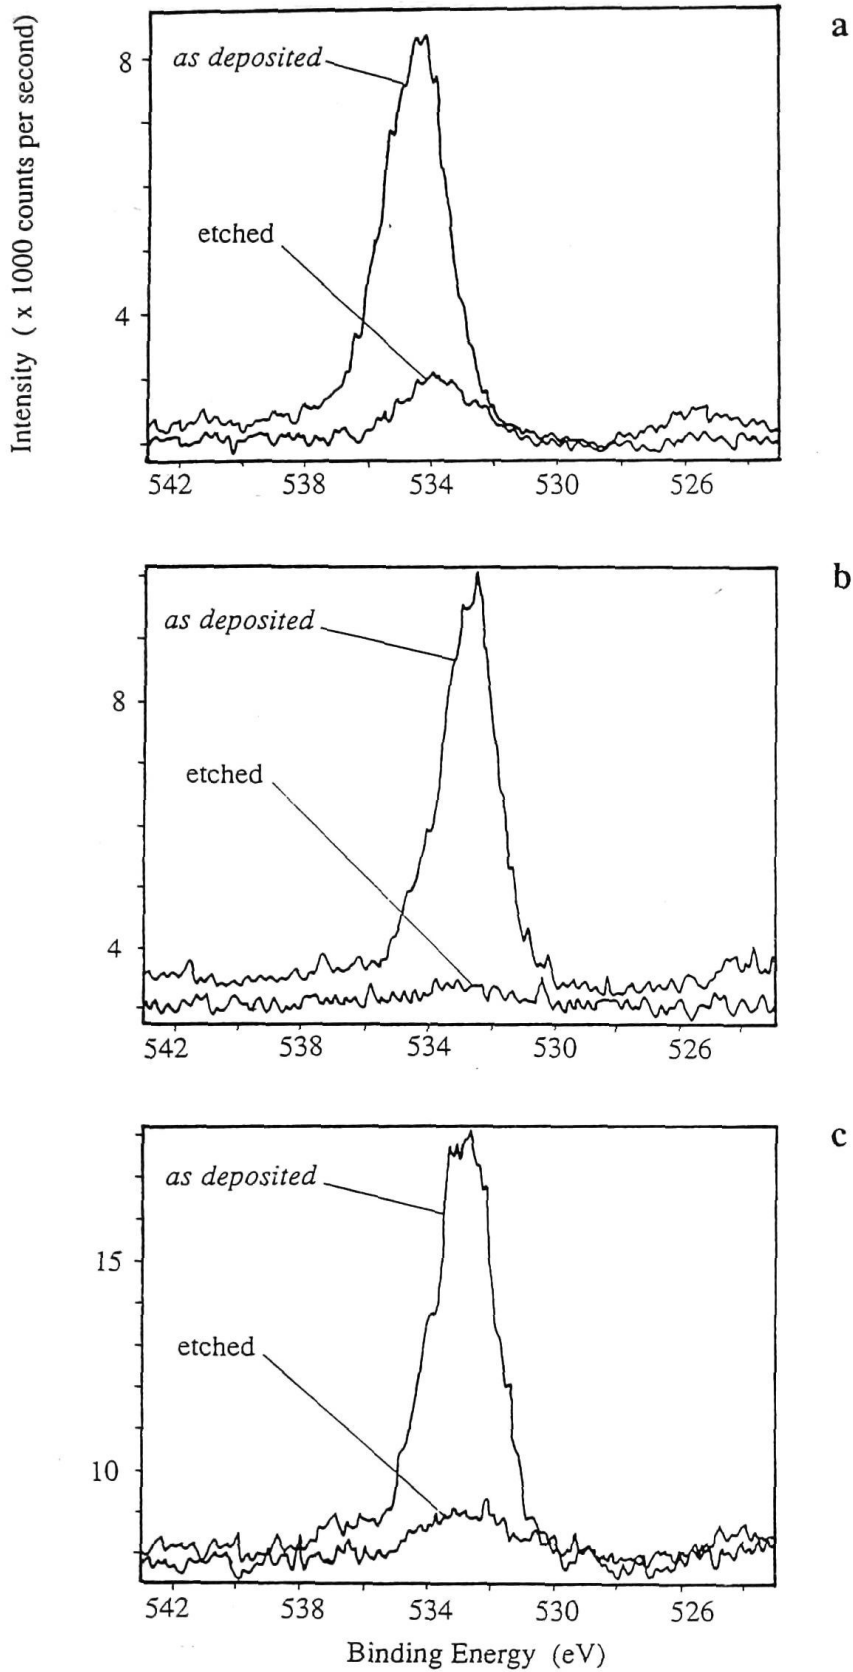 Intensity ( x 1000 counts per second)
a
8
as deposited
etched
4
542 538 534 530 526
b
as deposited
8
etched
4
542 538 534 530 526
c
as deposited
15
etched
10
542 538 534 530 526
Binding Energy (eV)